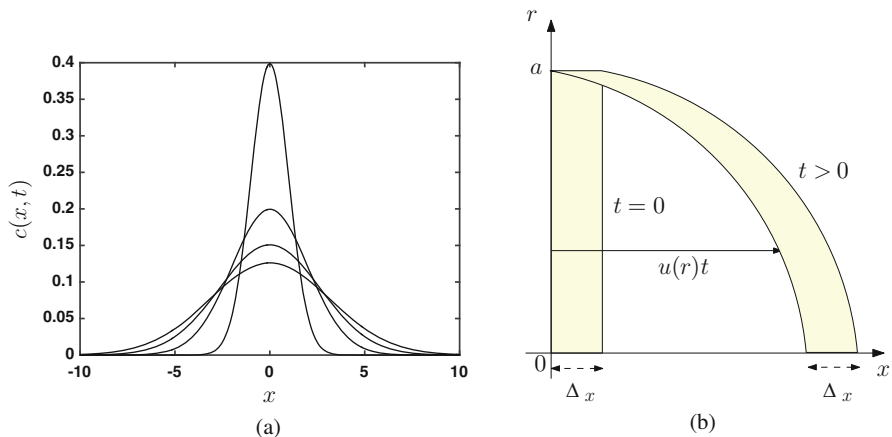 0.4
0.35
0.3
0.25
0.2
0.15
0.1
0.05
0
-10
-5
0
5
10
c(x, t)
x
(a)
r
a
t > 0
t = 0
u(r)t
0
x
Δ x
Δ x
(b)